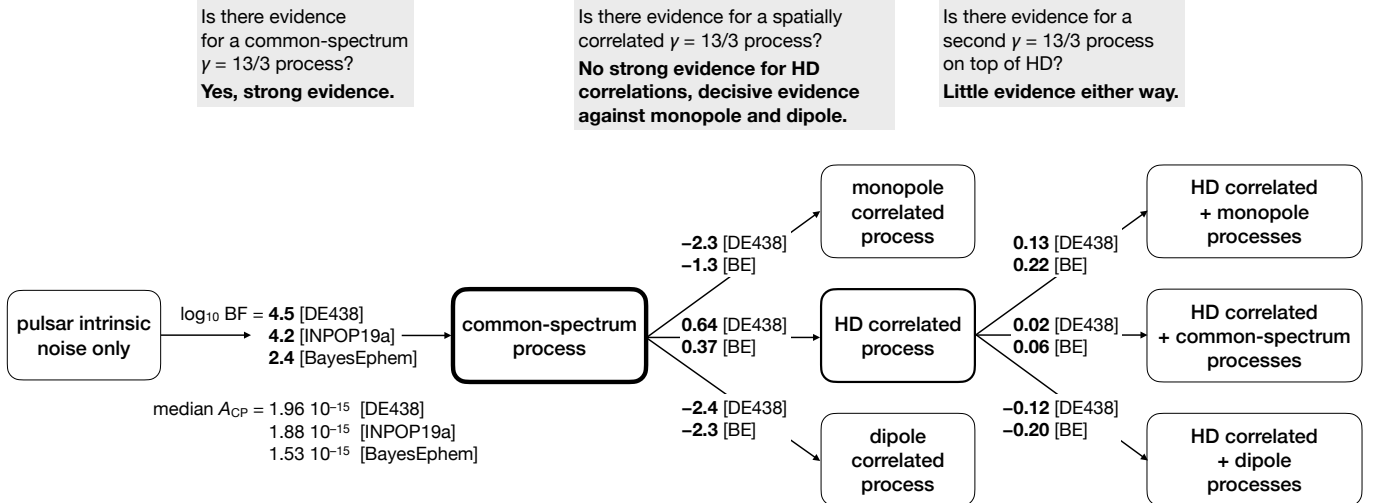 Is there evidence
for a common-spectrum
γ = 13/3 process?
Yes, strong evidence.
Is there evidence for a spatially
correlated γ = 13/3 process?
No strong evidence for HD
correlations, decisive evidence
against monopole and dipole.
Is there evidence for a
second γ = 13/3 process
on top of HD?
Little evidence either way.
pulsar intrinsic
noise only
log₁₀ BF = 4.5 [DE438]
4.2 [INPOP19a]
2.4 [BayesEphem]
median A_CP = 1.96 10⁻¹⁵ [DE438]
1.88 10⁻¹⁵ [INPOP19a]
1.53 10⁻¹⁵ [BayesEphem]
common-spectrum
process
−2.3 [DE438]
−1.3 [BE]
0.64 [DE438]
0.37 [BE]
−2.4 [DE438]
−2.3 [BE]
monopole
correlated
process
HD correlated
process
dipole
correlated
process
0.13 [DE438]
0.22 [BE]
0.02 [DE438]
0.06 [BE]
−0.12 [DE438]
−0.20 [BE]
HD correlated
+ monopole
processes
HD correlated
+ common-spectrum
processes
HD correlated
+ dipole
processes